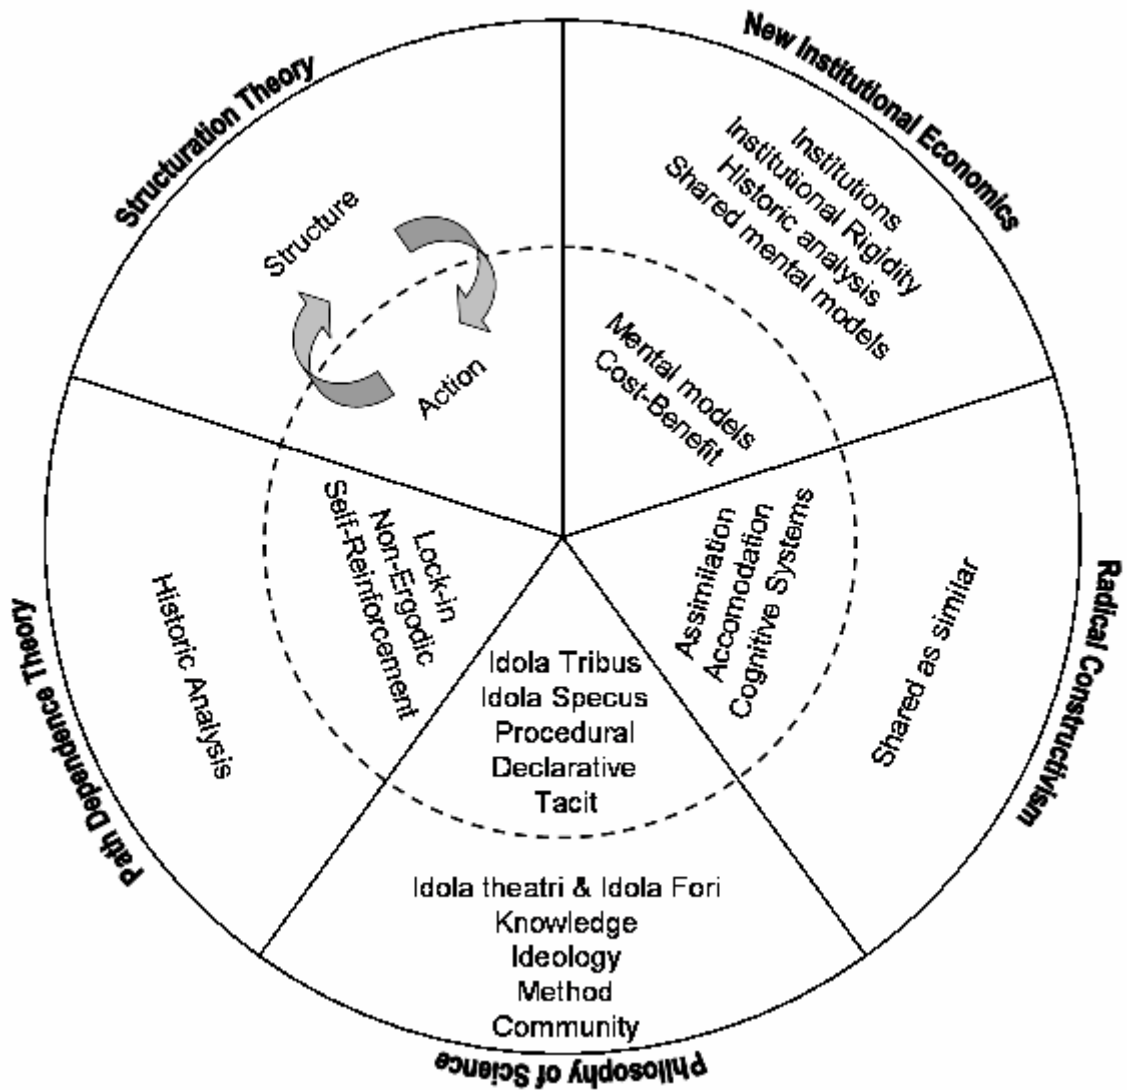 Structuration Theory
Structure
Action
New Institutional Economics
Institutions
Institutional Rigidity
Historic analysis
Shared mental models
Mental models
Cost-Benefit
Radical Constructivism
Assimilation
Accomodation
Cognitive Systems
Shared as similar
Philosophy of Science
Idola Tribus
Idola Specus
Procedural
Declarative
Tacit
Idola theatri & Idola Fori
Knowledge
Ideology
Method
Community
Path Dependence Theory
Lock-in
Non-Ergodic
Self-Reinforcement
Historic Analysis